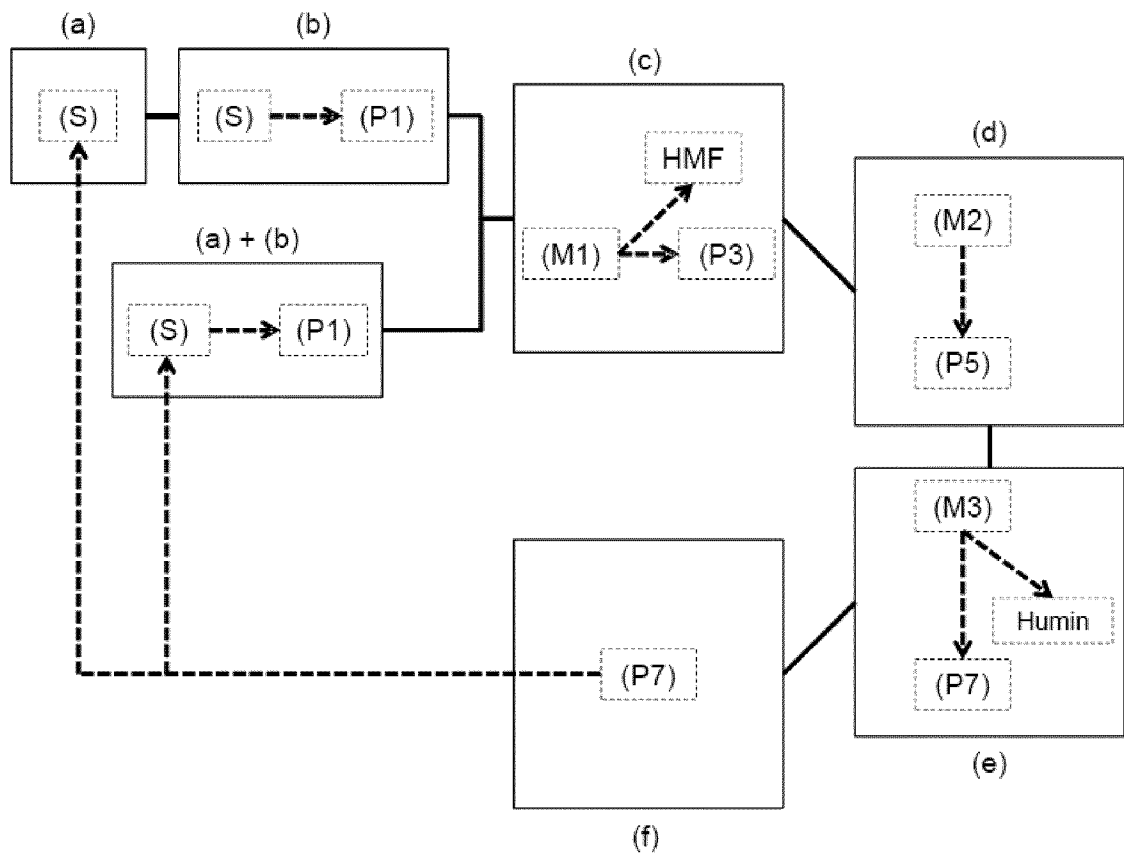 (a)
(b)
(S)
(S)
(P1)
(c)
HMF
(M1)
(P3)
(d)
(M2)
(P5)
(a) + (b)
(S)
(P1)
(M3)
Humin
(P7)
(e)
(P7)
(f)